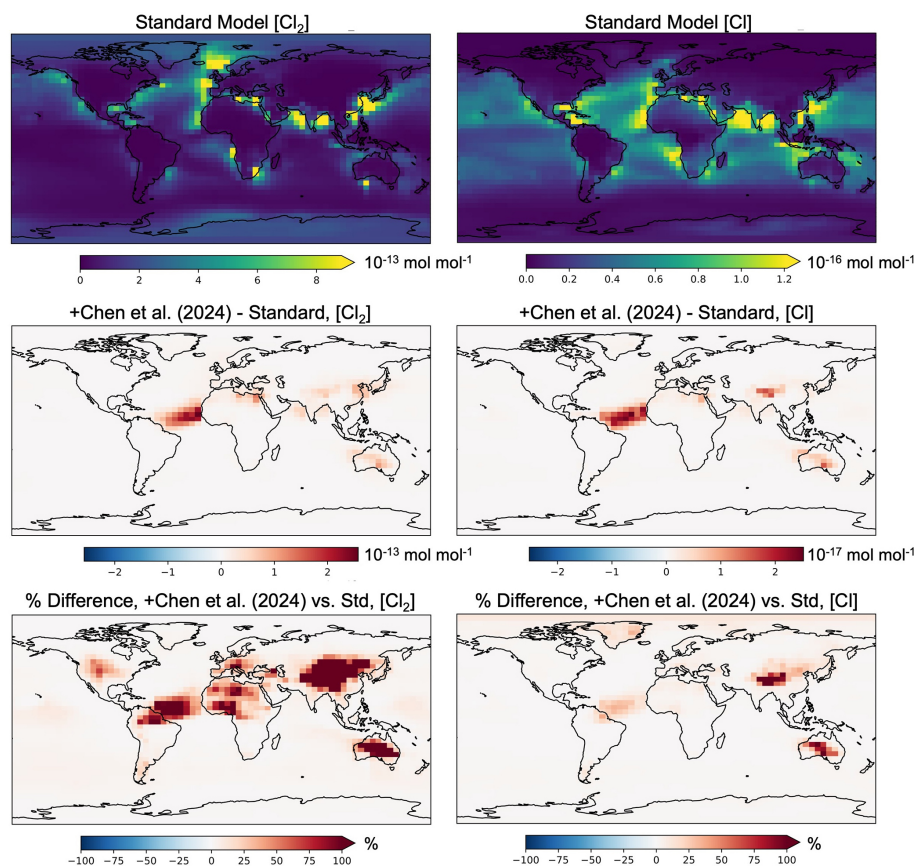 Standard Model [Cl₂]
Standard Model [Cl]
0 2 4 6 8 10⁻¹³ mol mol⁻¹
0.0 0.2 0.4 0.6 0.8 1.0 1.2 10⁻¹⁶ mol mol⁻¹
+Chen et al. (2024) - Standard, [Cl₂]
+Chen et al. (2024) - Standard, [Cl]
−2 −1 0 1 2 10⁻¹³ mol mol⁻¹
−2 −1 0 1 2 10⁻¹⁷ mol mol⁻¹
% Difference, +Chen et al. (2024) vs. Std, [Cl₂]
% Difference, +Chen et al. (2024) vs. Std, [Cl]
−100 −75 −50 −25 0 25 50 75 100 %
−100 −75 −50 −25 0 25 50 75 100 %